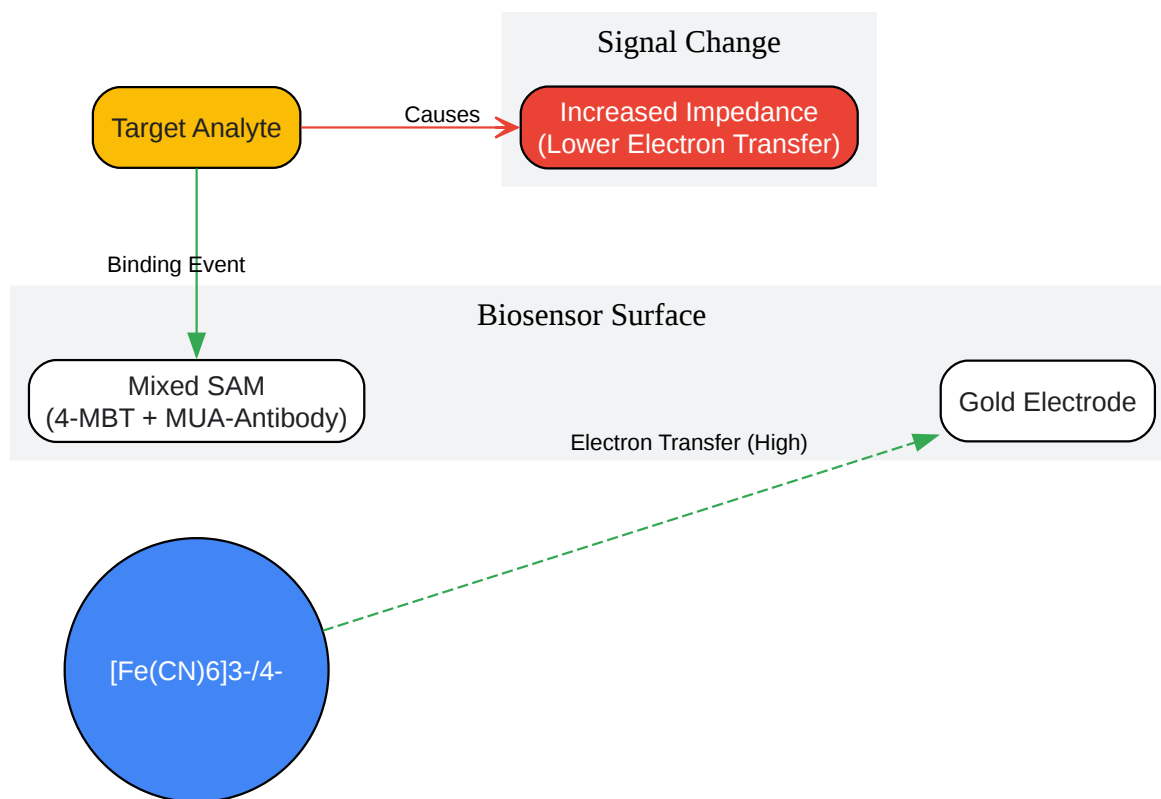 Signal Change
Target Analyte
Causes
Increased Impedance
(Lower Electron Transfer)
Binding Event
Biosensor Surface
Mixed SAM
(4-MBT + MUA-Antibody)
Gold Electrode
Electron Transfer (High)
[Fe(CN)6]3-/4-